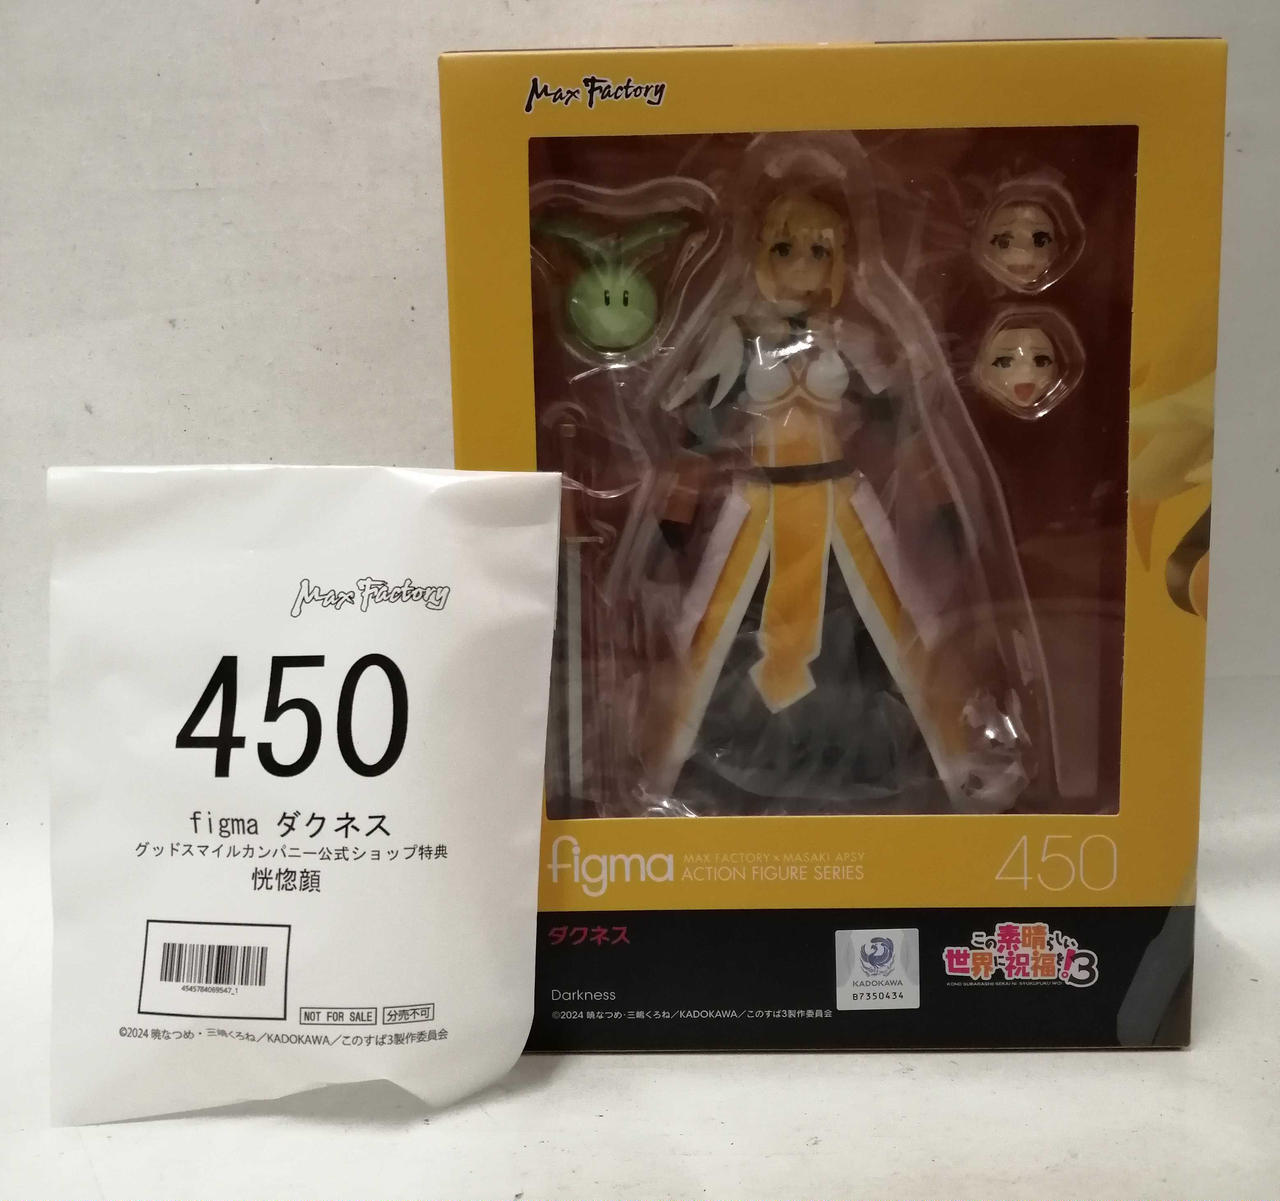 Max Factory
figma
MAX FACTORY × MASAKI APSY
ACTION FIGURE SERIES
450
ダクネス
Darkness
©2024 暁なつめ・三嶋くろね／KADOKAWA／このすば3製作委員会
KADOKAWA
B7350434
この素晴らしい
世界に祝福を!3
KONO SUBARASHII SEKAI NI SYUKUFUKU WO!
Max Factory
450
figma ダクネス
グッドスマイルカンパニー公式ショップ特典
恍惚顔
4545784069547_1
NOT FOR SALE
分売不可
©2024 暁なつめ・三嶋くろね／KADOKAWA／このすば3製作委員会